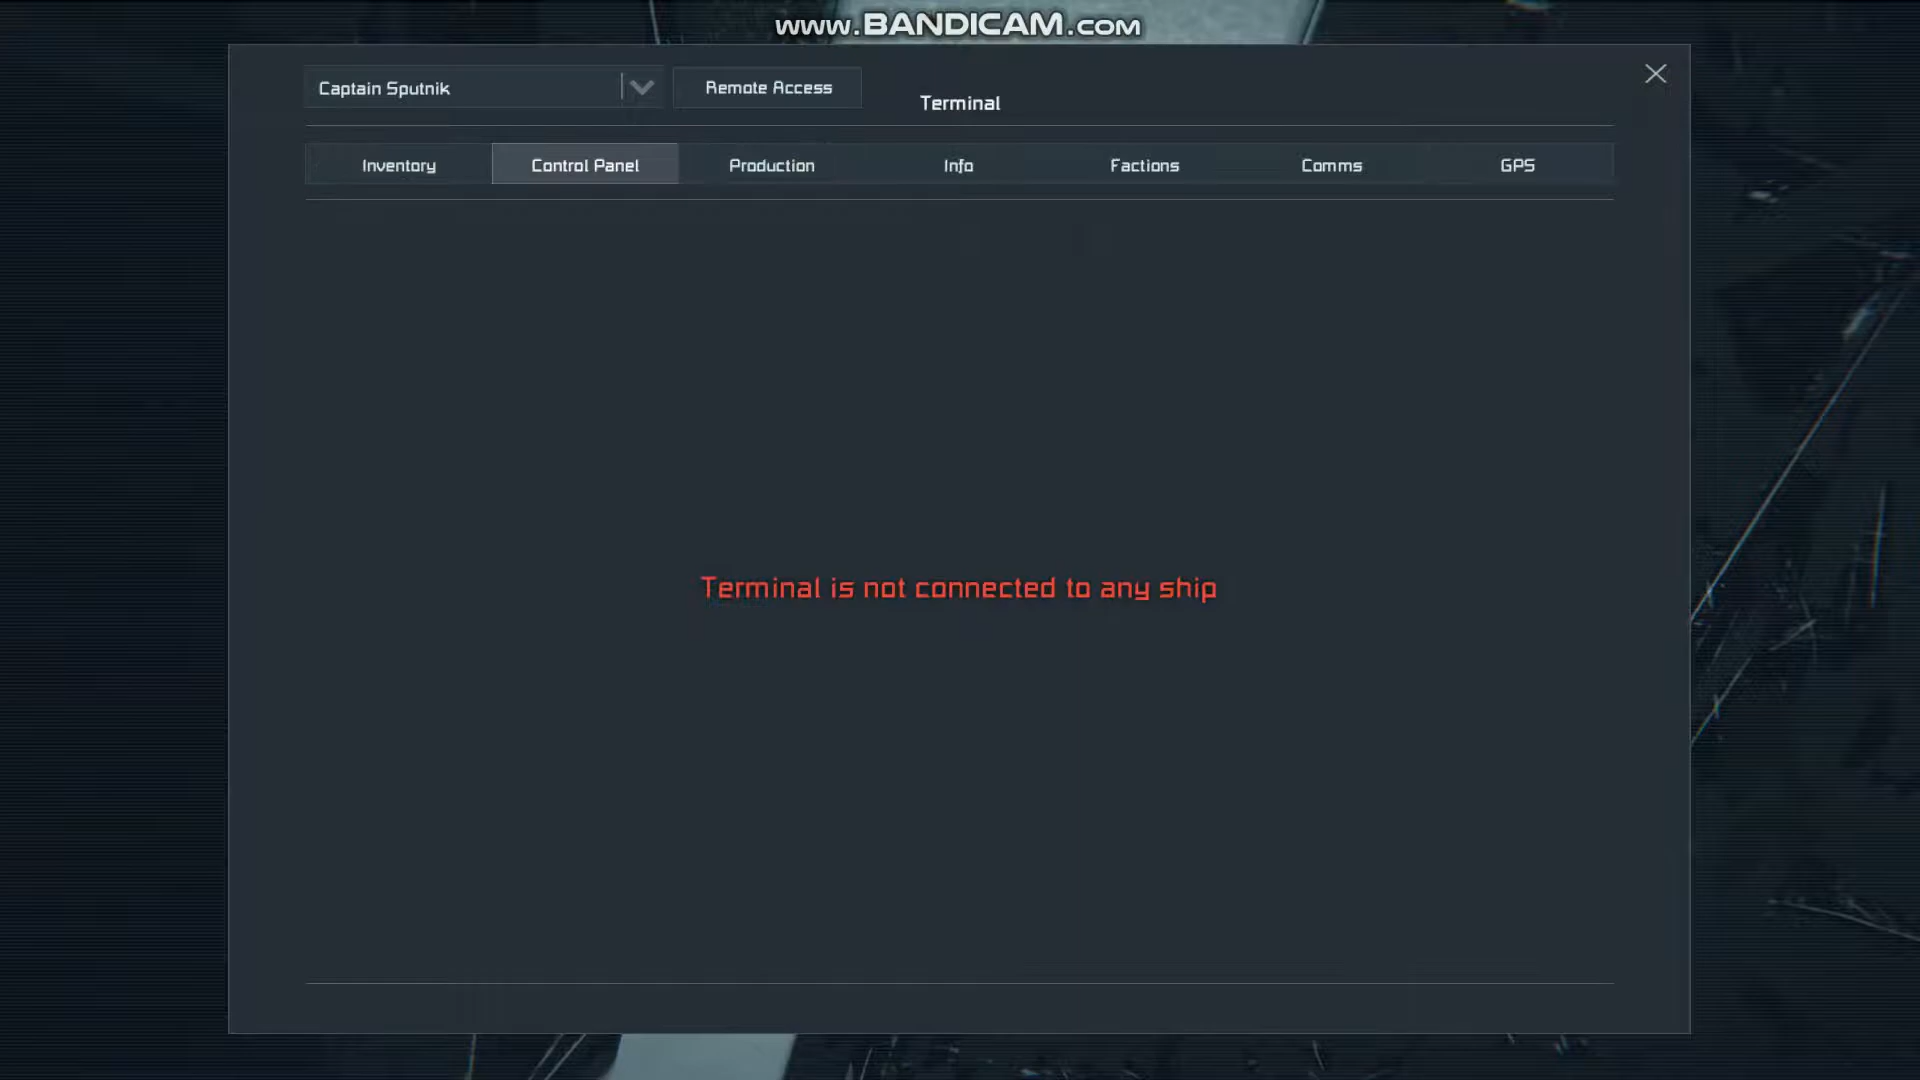 www.BANDICAM.COM
Captain Sputnik
Remote Access
Terminal
Inventory
Control Panel
Production
Info
Factions
Comms
GPS
Terminal is not connected to any ship